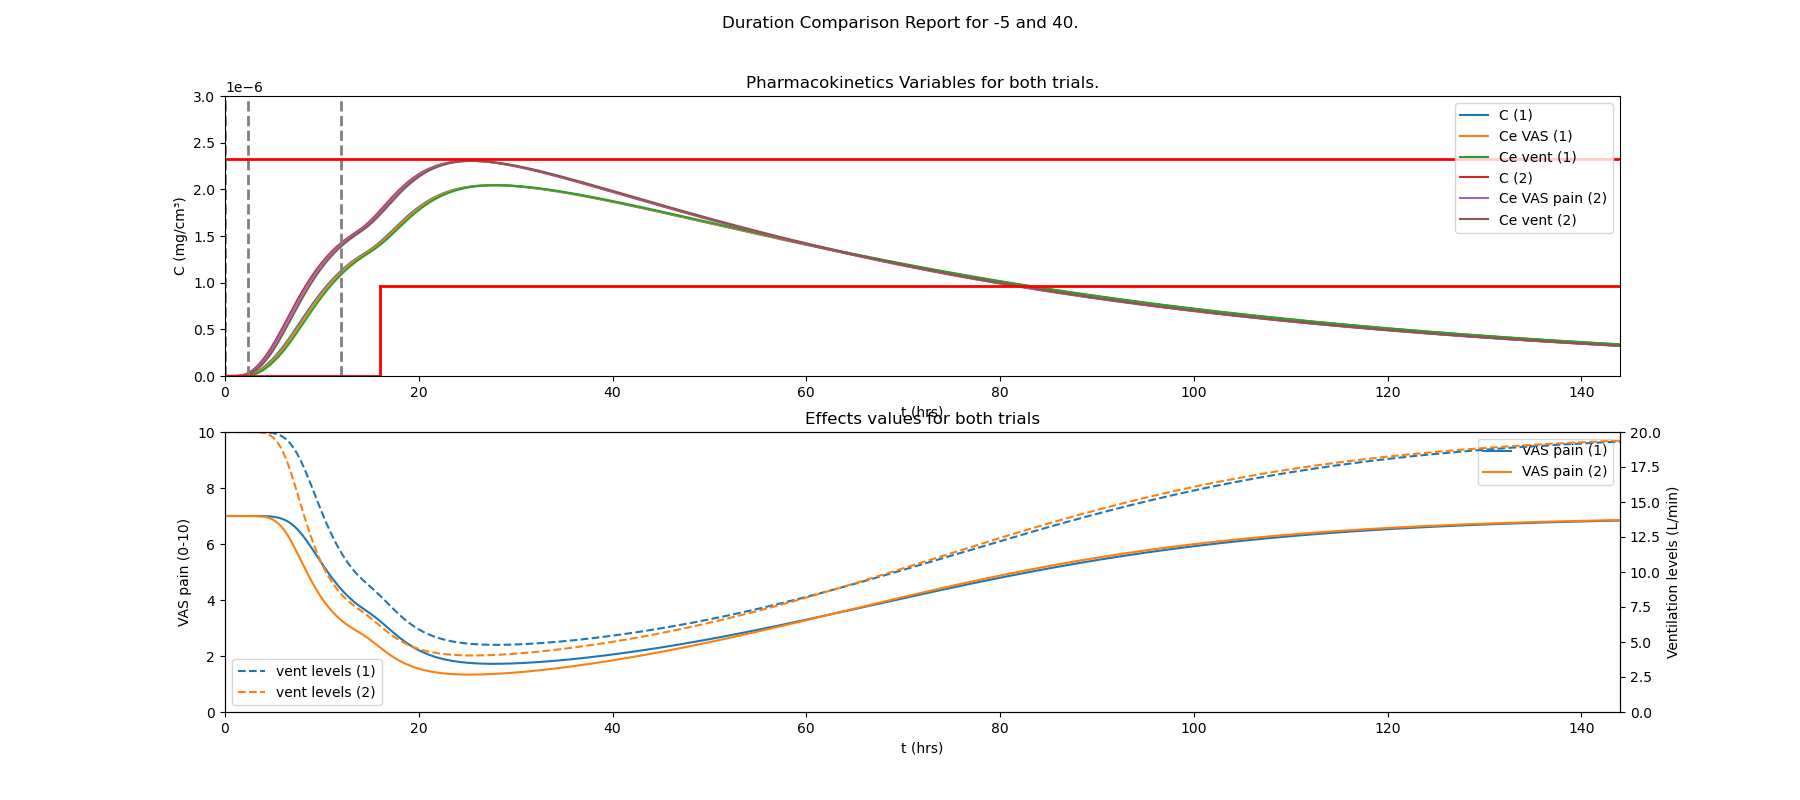 Duration Comparison Report for -5 and 40.
Pharmacokinetics Variables for both trials.
1e−6
3.0
2.5
2.0
1.5
1.0
0.5
0.0
C (mg/cm³)
C (1)
Ce VAS (1)
Ce vent (1)
C (2)
Ce VAS pain (2)
Ce vent (2)
0 20 40 60 80 100 120 140
t (hrs)
Effects values for both trials
10
8
6
4
2
0
VAS pain (0-10)
VAS pain (1)
VAS pain (2)
vent levels (1)
vent levels (2)
20.0
17.5
15.0
12.5
10.0
7.5
5.0
2.5
0.0
Ventilation levels (L/min)
0 20 40 60 80 100 120 140
t (hrs)